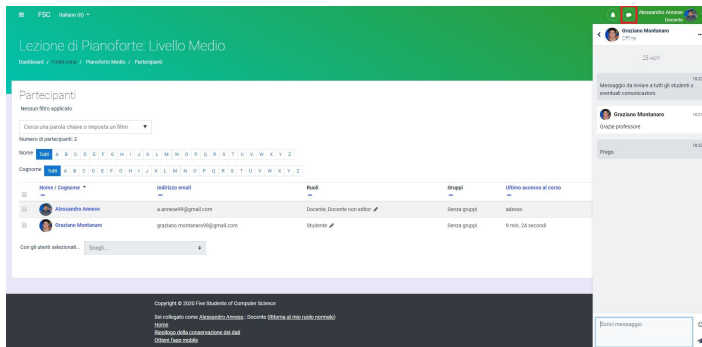 FSC Italiano (it)
Alessandro Annese
Docente
Lezione di Pianoforte: Livello Medio
Dashboard / I miei corsi / Pianoforte Medio / Partecipanti
Partecipanti
Nessun filtro applicato
Cerca una parola chiave o imposta un filtro
Numero di partecipanti: 2
Nome Tutti A B C D E F G H I J K L M N O P Q R S T U V W X Y Z
Cognome Tutti A B C D E F G H I J K L M N O P Q R S T U V W X Y Z
Nome / Cognome Indirizzo email Ruoli Gruppi Ultimo accesso al corso
Alessandro Annese a.annese99@gmail.com Docente, Docente non editor Senza gruppi adesso
Graziano Montanaro graziano.montanaro98@gmail.com Studente Senza gruppi 9 min. 24 secondi
Con gli utenti selezionati... Scegli...
Copyright © 2020 Five Students of Computer Science
Sei collegato come Alessandro Annese.: Docente (Ritorna al mio ruolo normale)
Home
Riepilogo della conservazione dei dati
Ottieni l'app mobile
Graziano Montanaro
Offline
28 April
Messaggio da inviare a tutti gli studenti o
eventuali comunicazioni.
Graziano Montanaro
Grazie professore
Prego
Scrivi messaggio